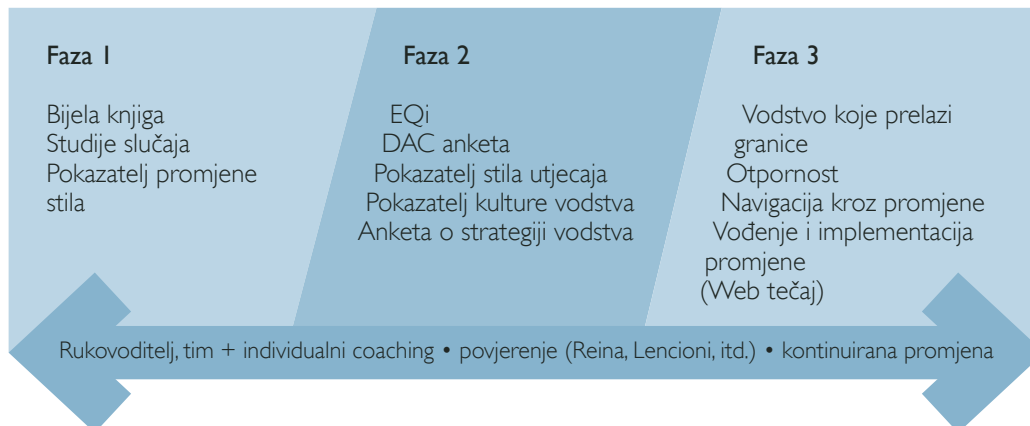 Faza 1
Bijela knjiga
Studije slučaja
Pokazatelj promjene
stila
Faza 2
EQi
DAC anketa
Pokazatelj stila utjecaja
Pokazatelj kulture vodstva
Anketa o strategiji vodstva
Faza 3
Vodstvo koje prelazi
granice
Otpornost
Navigacija kroz promjene
Vođenje i implementacija
promjene
(Web tečaj)
Rukovoditelj, tim + individualni coaching • povjerenje (Reina, Lencioni, itd.) • kontinuirana promjena